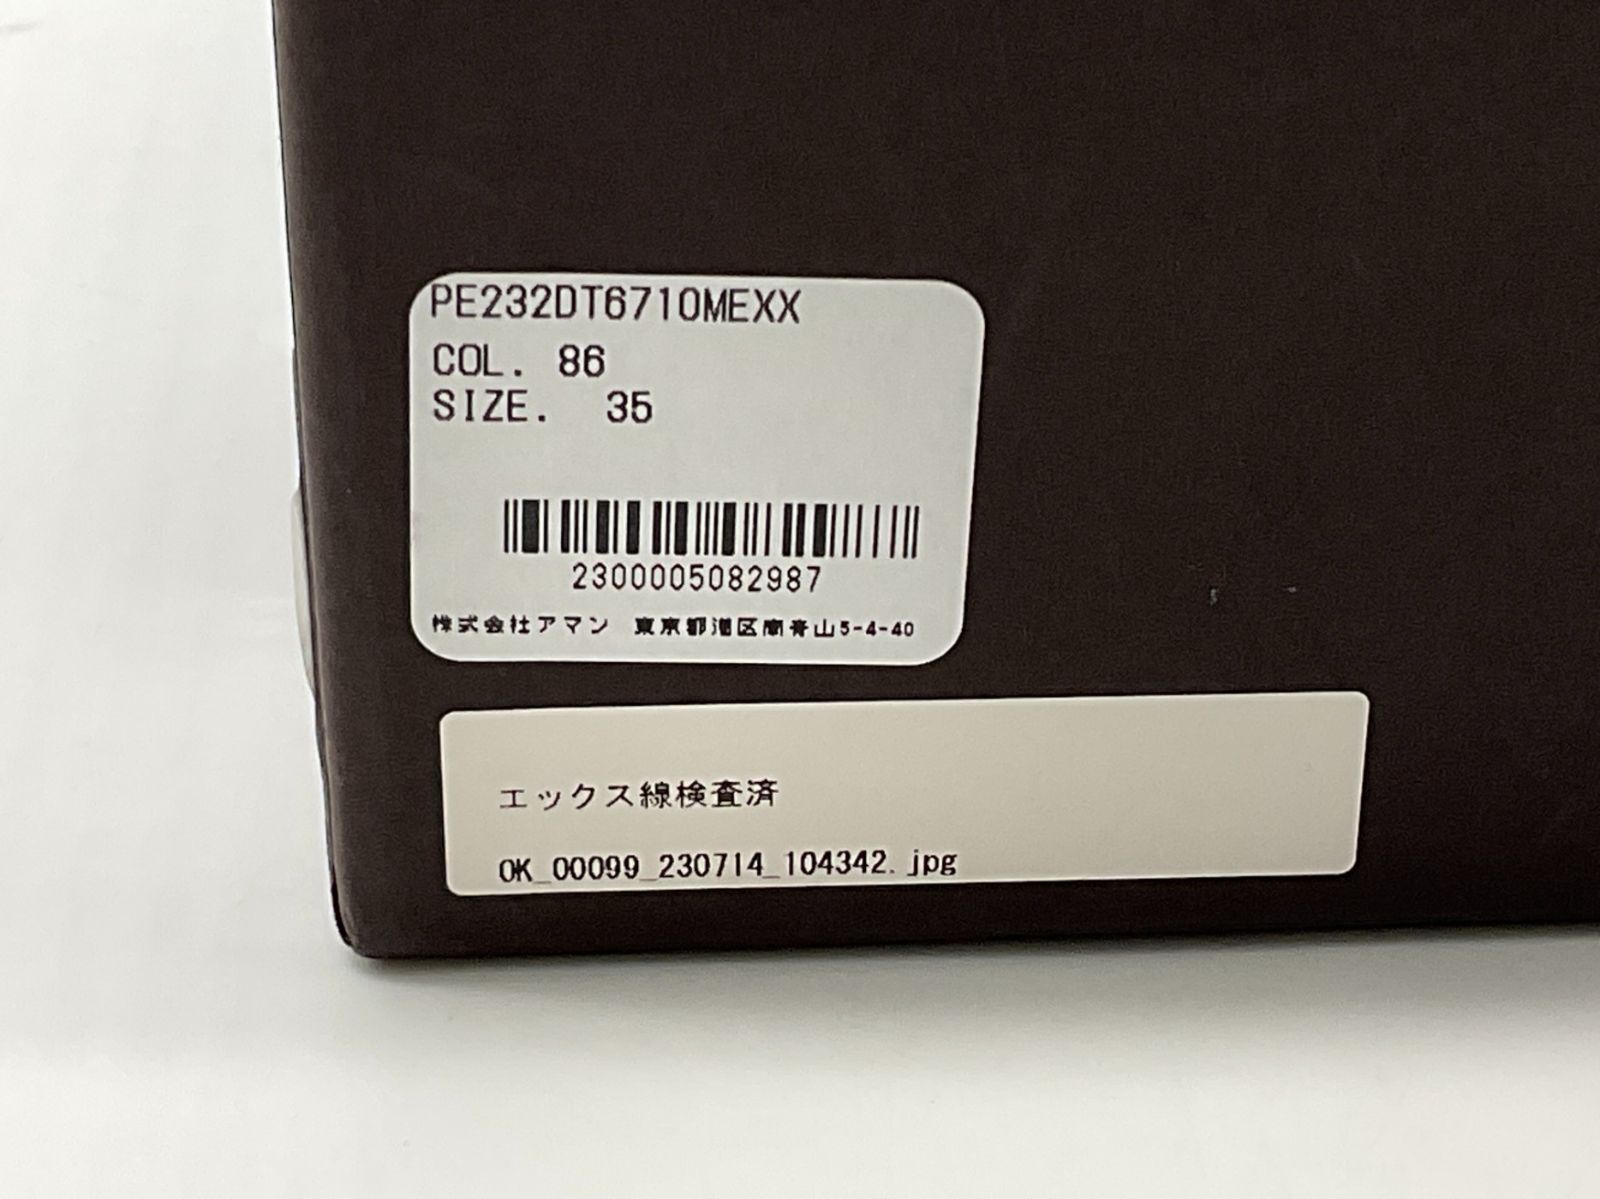 PE232DT6710MEXX
COL. 86
SIZE. 35
2300005082987
株式会社アマン 東京都港区南青山5-4-40
エックス線検査済
OK_00099_230714_104342.jpg